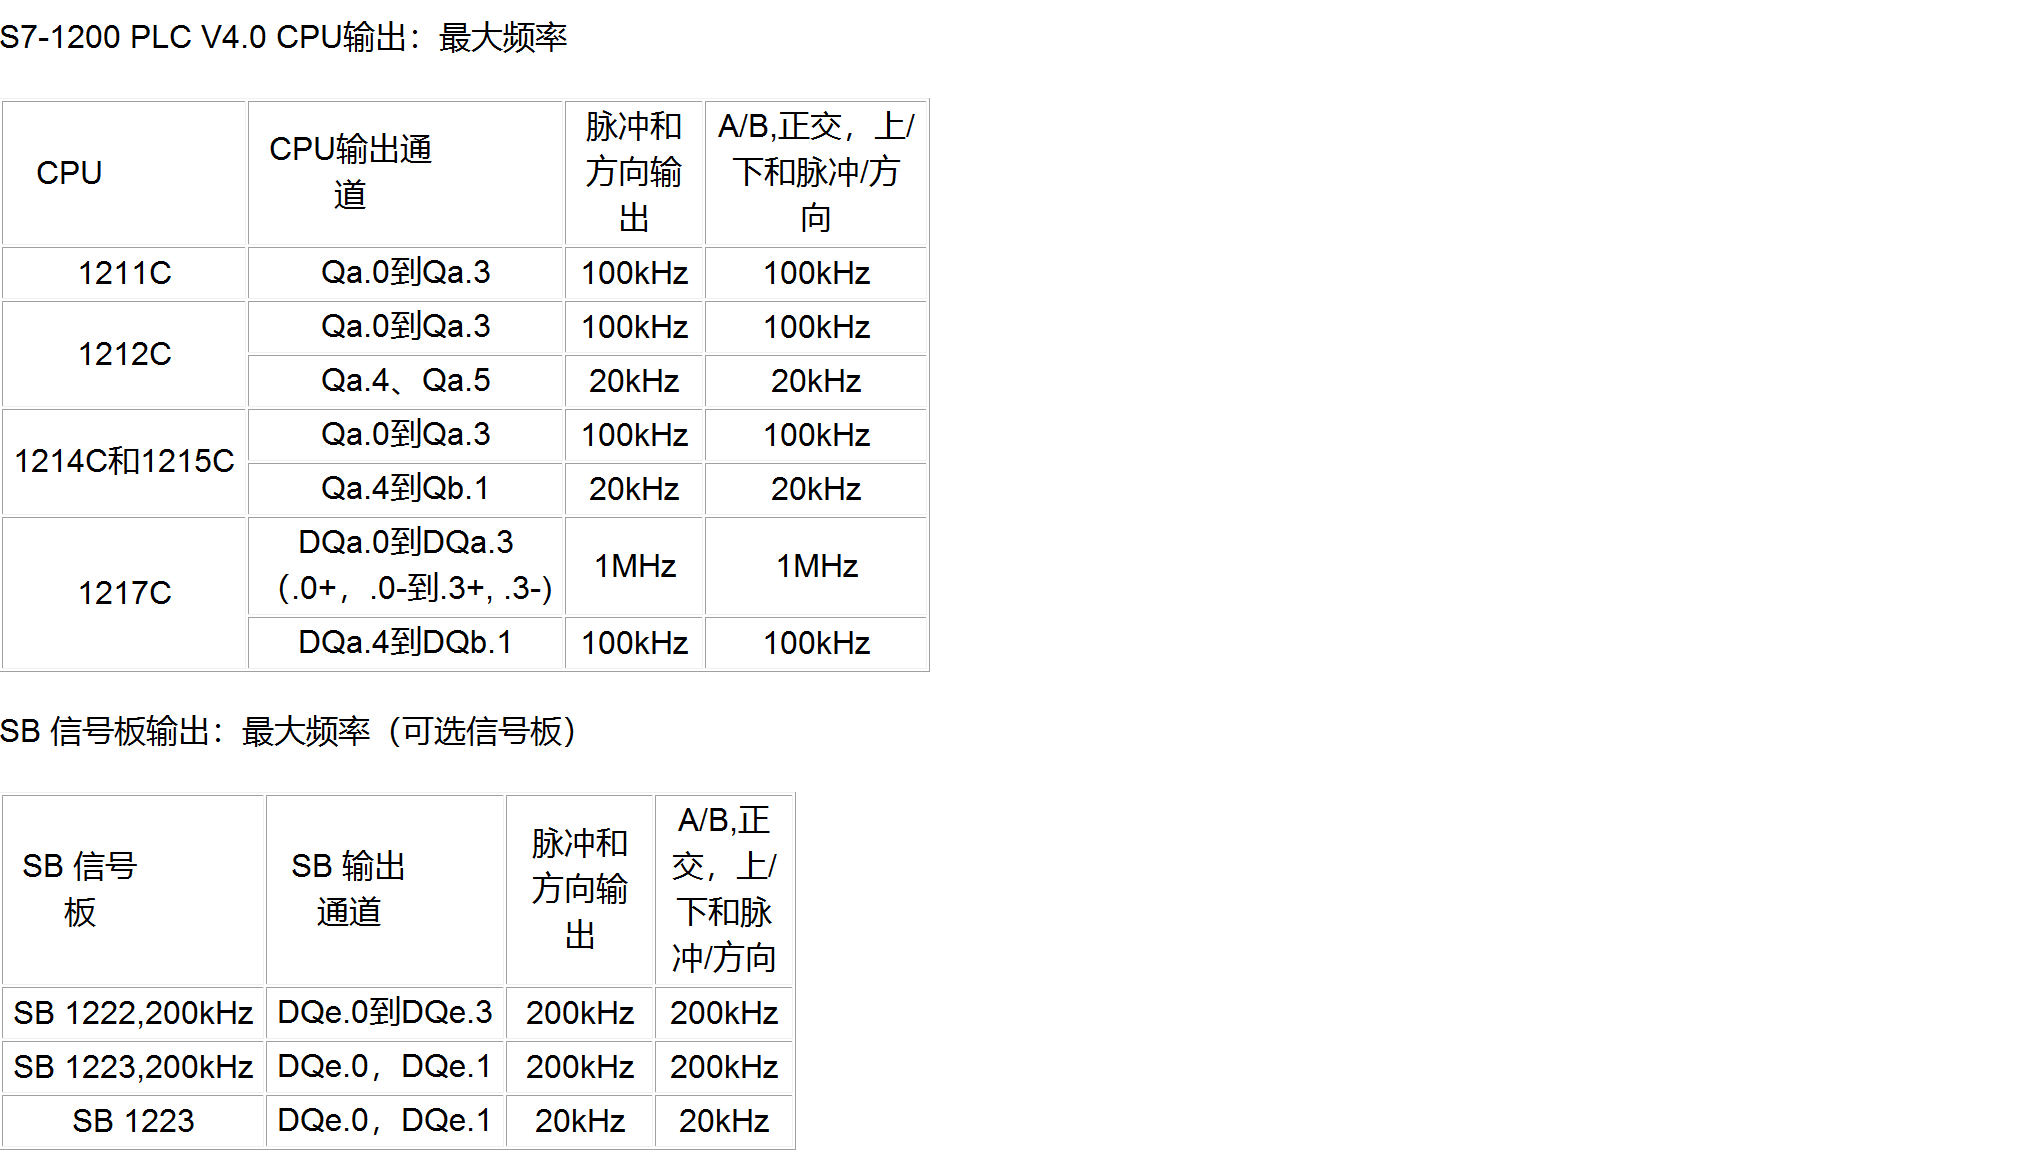 S7-1200 PLC V4.0 CPU输出：最大频率
CPU
CPU输出通
道
脉冲和
方向输
出
A/B,正交，上/
下和脉冲/方
向
1211C
Qa.0到Qa.3
100kHz
100kHz
1212C
Qa.0到Qa.3
100kHz
100kHz
Qa.4、Qa.5
20kHz
20kHz
1214C和1215C
Qa.0到Qa.3
100kHz
100kHz
Qa.4到Qb.1
20kHz
20kHz
1217C
DQa.0到DQa.3
（.0+，.0-到.3+, .3-)
1MHz
1MHz
DQa.4到DQb.1
100kHz
100kHz
SB 信号板输出：最大频率（可选信号板）
SB 信号
板
SB 输出
通道
脉冲和
方向输
出
A/B,正
交，上/
下和脉
冲/方向
SB 1222,200kHz
DQe.0到DQe.3
200kHz
200kHz
SB 1223,200kHz
DQe.0，DQe.1
200kHz
200kHz
SB 1223
DQe.0，DQe.1
20kHz
20kHz